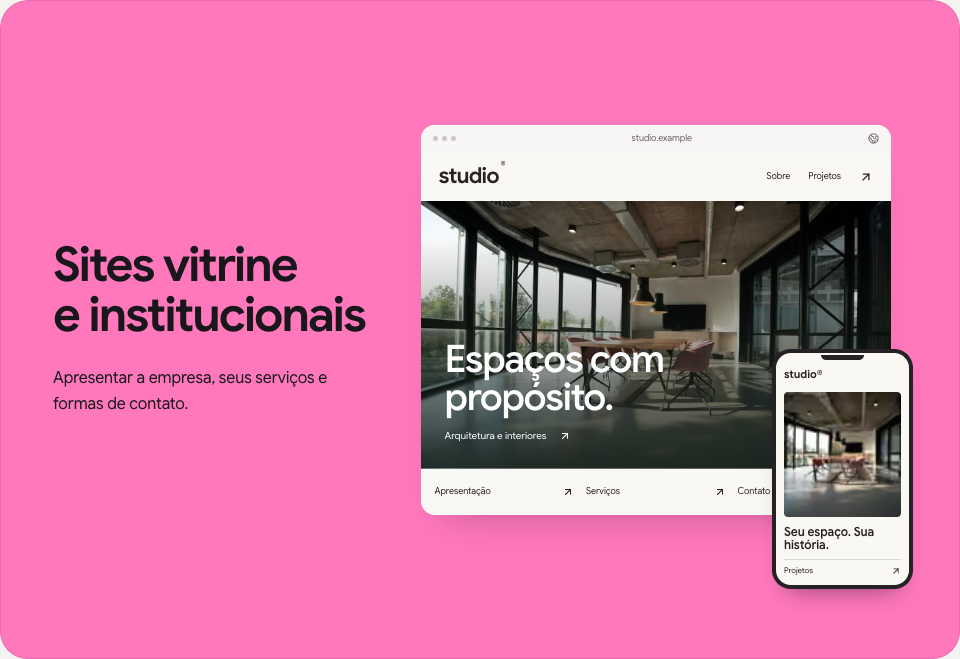 Sites vitrine
e institucionais
Apresentar a empresa, seus serviços e
formas de contato.
studio.example
studio®
Sobre
Projetos
Espaços com
propósito.
Arquitetura e interiores
Apresentação
Serviços
Contato
studio®
Seu espaço. Sua
história.
Projetos